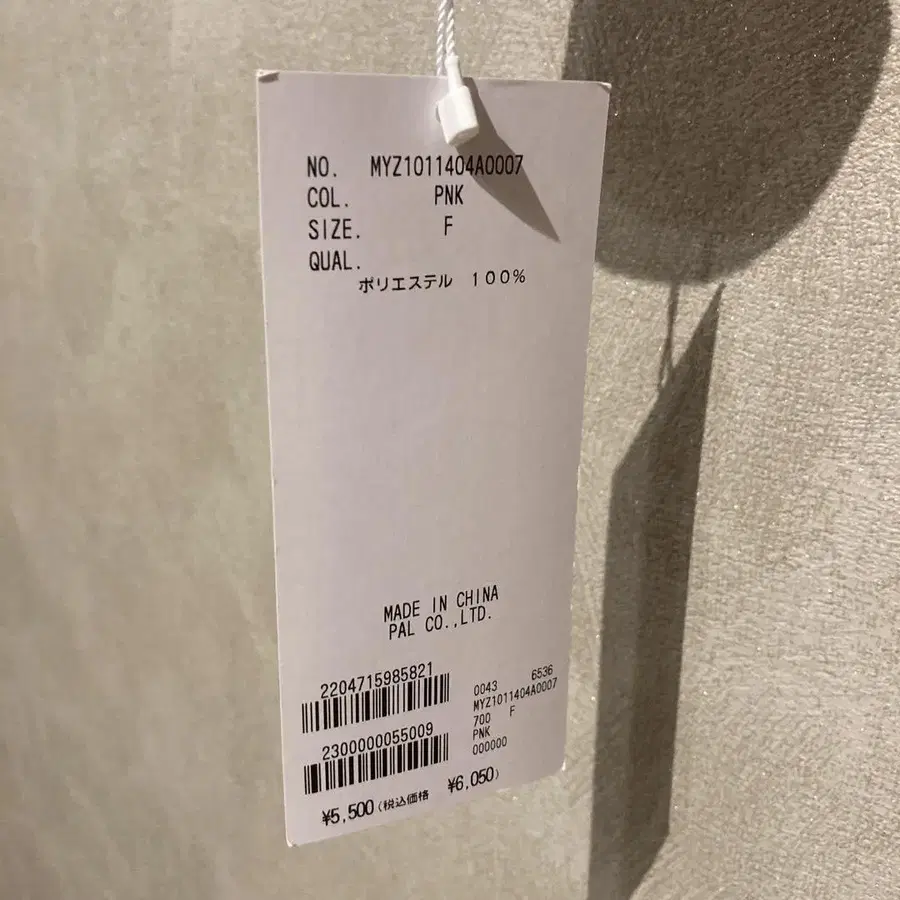 NO. MYZ1011404A0007
COL. PNK
SIZE. F
QUAL.
ポリエステル １００％
MADE IN CHINA
PAL CO.,LTD.
2204715985821
2300000055009
0043 6536
MYZ1011404A0007
700 F
PNK
000000
¥5,500(税込価格 ¥6,050)